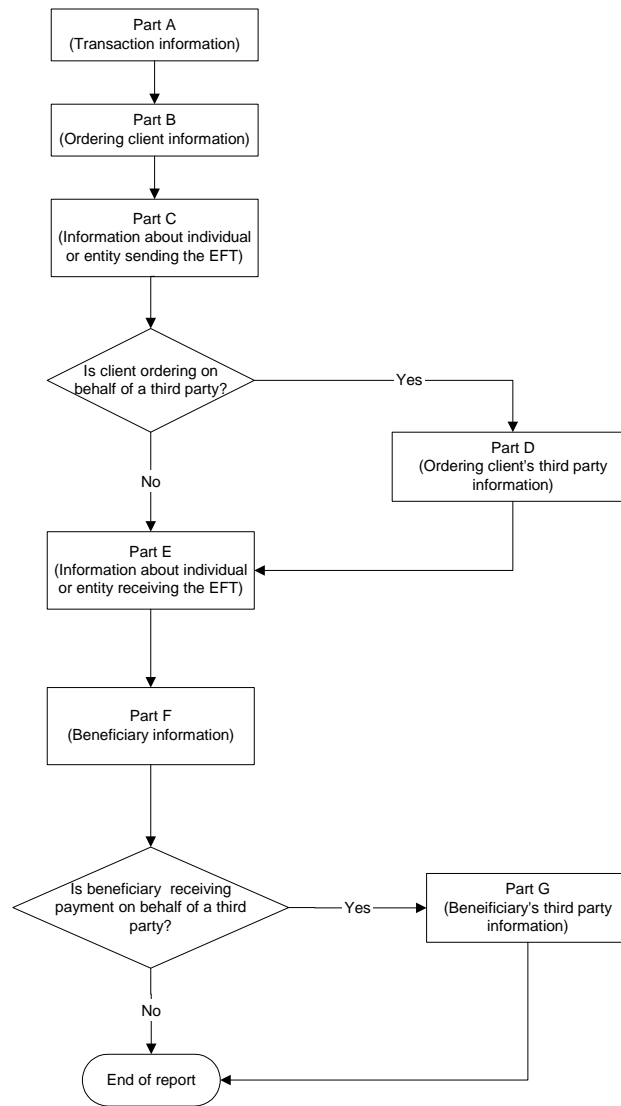 Part A
(Transaction information)
Part B
(Ordering client information)
Part C
(Information about individual
or entity sending the EFT)
Is client ordering on
behalf of a third party?
Yes
Part D
(Ordering client's third party
information)
No
Part E
(Information about individual
or entity receiving the EFT)
Part F
(Beneficiary information)
Is beneficiary receiving
payment on behalf of a third
party?
Yes
Part G
(Beneificiary's third party
information)
No
End of report